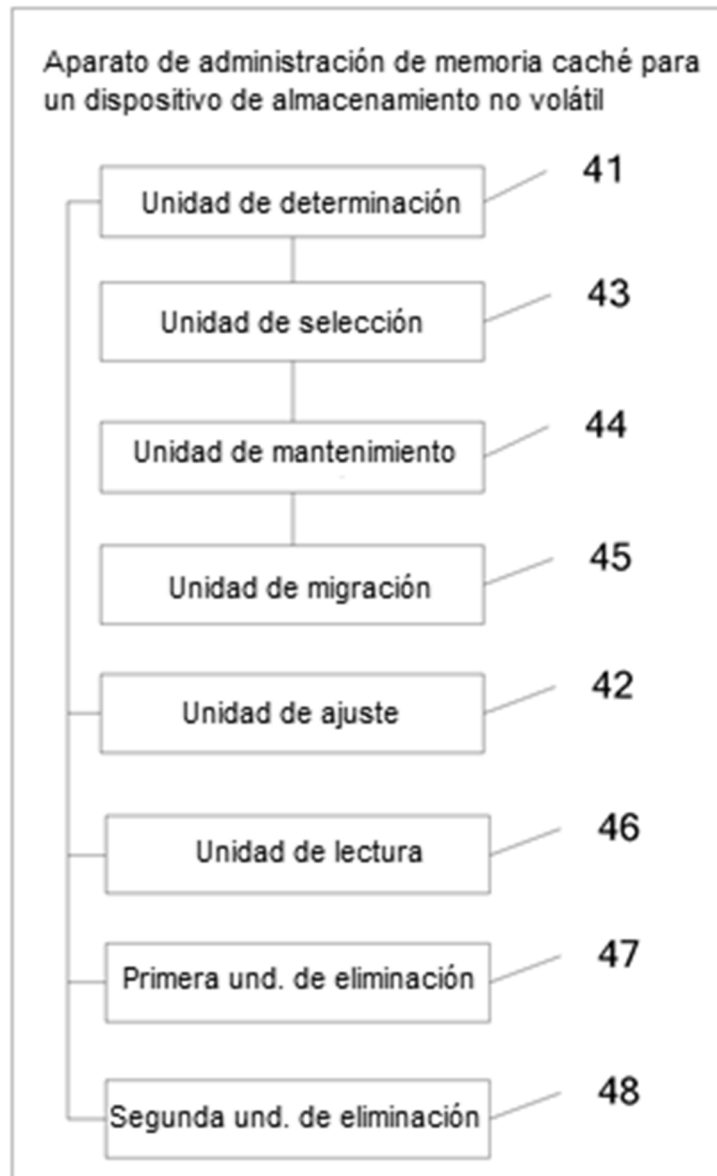 Aparato de administración de memoria caché para
un dispositivo de almacenamiento no volátil
41
Unidad de determinación
43
Unidad de selección
44
Unidad de mantenimiento
45
Unidad de migración
42
Unidad de ajuste
46
Unidad de lectura
47
Primera und. de eliminación
48
Segunda und. de eliminación